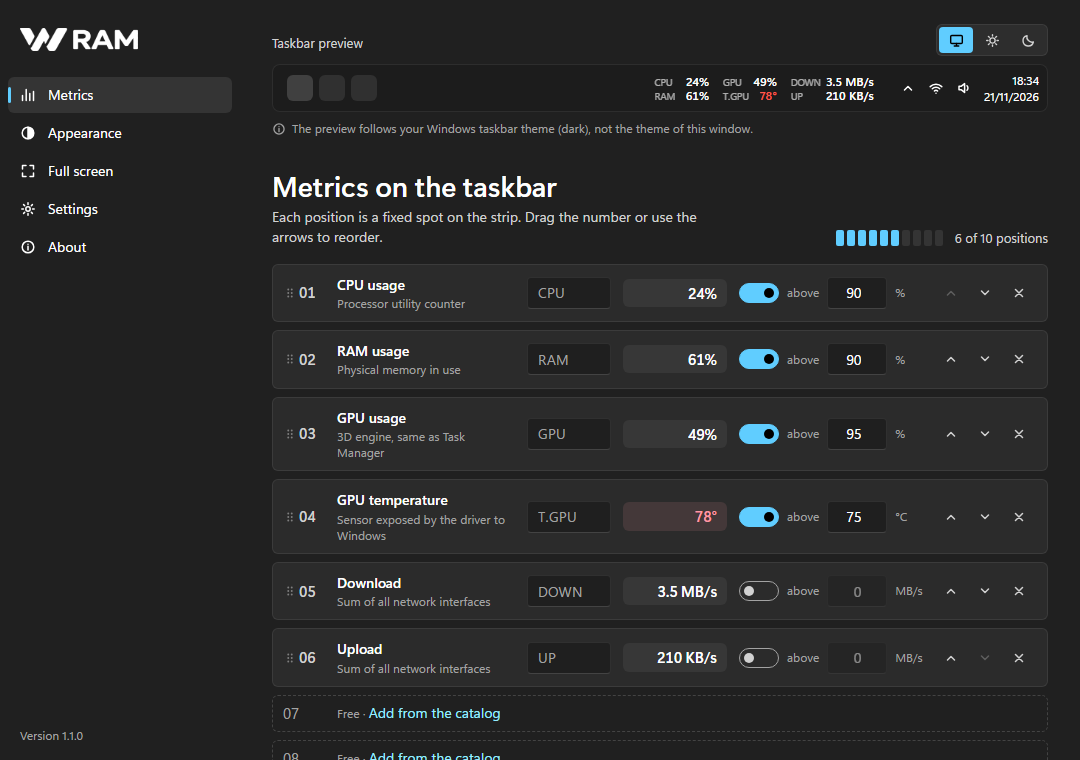 W RAM
Metrics
Appearance
Full screen
Settings
About
Version 1.1.0
Taskbar preview
CPU 24% GPU 49% DOWN 3.5 MB/s
RAM 61% T.GPU 78° UP 210 KB/s
18:34
21/11/2026
The preview follows your Windows taskbar theme (dark), not the theme of this window.
Metrics on the taskbar
Each position is a fixed spot on the strip. Drag the number or use the
arrows to reorder.
6 of 10 positions
01 CPU usage CPU 24% above 90 %
Processor utility counter
02 RAM usage RAM 61% above 90 %
Physical memory in use
03 GPU usage GPU 49% above 95 %
3D engine, same as Task
Manager
04 GPU temperature T.GPU 78° above 75 °C
Sensor exposed by the driver to
Windows
05 Download DOWN 3.5 MB/s above 0 MB/s
Sum of all network interfaces
06 Upload UP 210 KB/s above 0 MB/s
Sum of all network interfaces
07 Free · Add from the catalog
08 Free · Add from the catalog